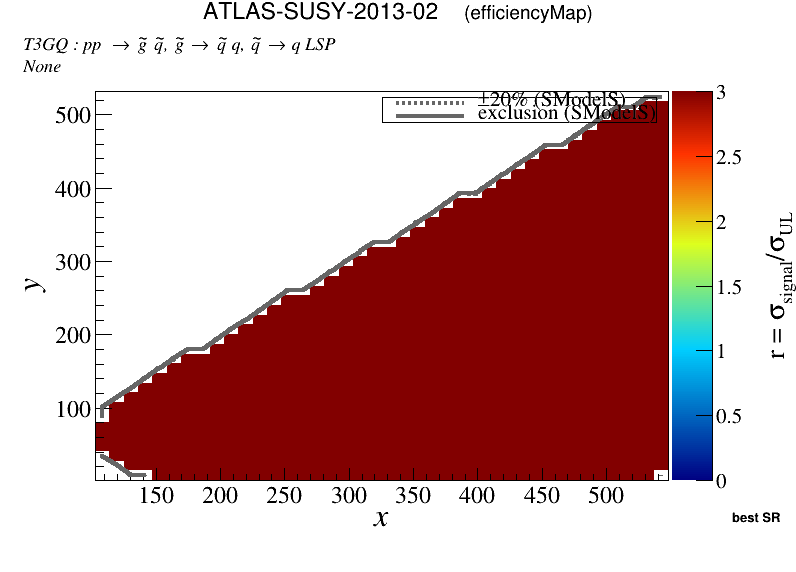 ATLAS-SUSY-2013-02 (efficiencyMap)
T3GQ : pp → g̃ q̃, g̃ → q̃ q, q̃ → q LSP
None
±20% (SModelS)
exclusion (SModelS)
500
400
300
200
100
y
150 200 250 300 350 400 450 500
x
3
2.5
2
1.5
1
0.5
0
r = σsignal/σUL
best SR